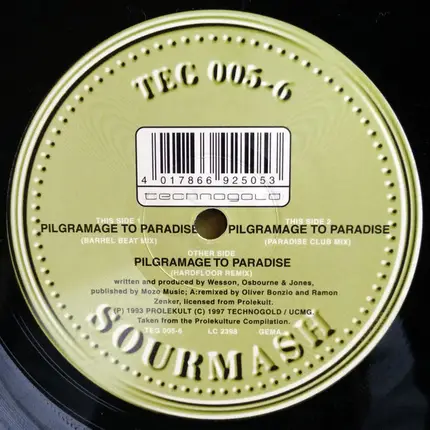 TEC 005-6
4 017866 925053
technogold
THIS SIDE 1
PILGRAMAGE TO PARADISE
(BARREL BEAT MIX)
THIS SIDE 2
PILGRAMAGE TO PARADISE
(PARADISE CLUB MIX)
OTHER SIDE
PILGRAMAGE TO PARADISE
(HARDFLOOR REMIX)
written and produced by Wesson, Osbourne & Jones,
published by Mozo Music; A:remixed by Oliver Bonzio and Ramon
Zenker, licensed from Prolekult.
(P) 1993 PROLEKULT (C) 1997 TECHNOGOLD / UCMG
Taken from the Prolekulture Compilation.
TEG 005-6 LC 2398 GEMA
SOURMASH